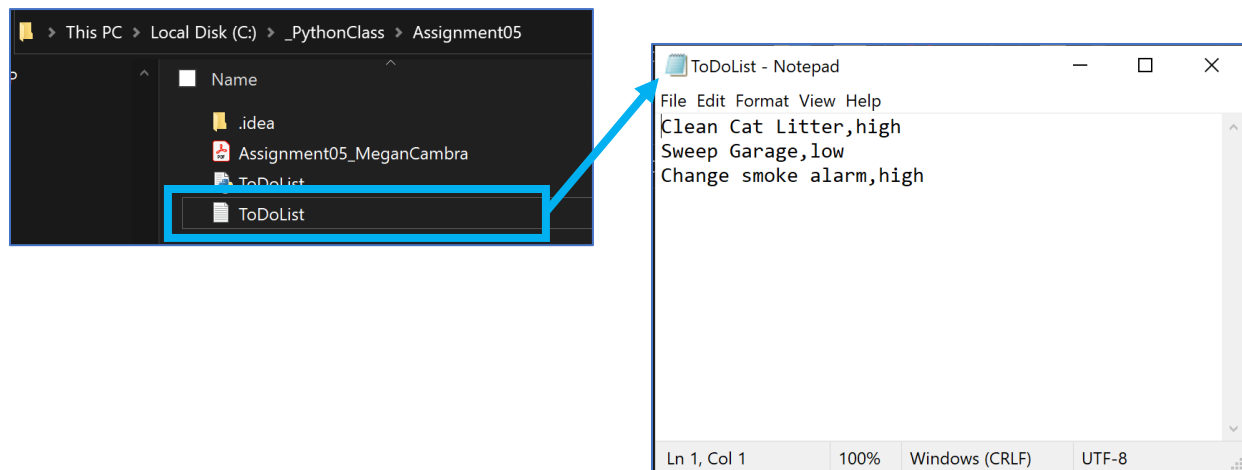 This PC > Local Disk (C:) > _PythonClass > Assignment05
Name
.idea
Assignment05_MeganCambra
ToDoList
ToDoList
ToDoList - Notepad
File Edit Format View Help
Clean Cat Litter,high
Sweep Garage,low
Change smoke alarm,high
Ln 1, Col 1 100% Windows (CRLF) UTF-8